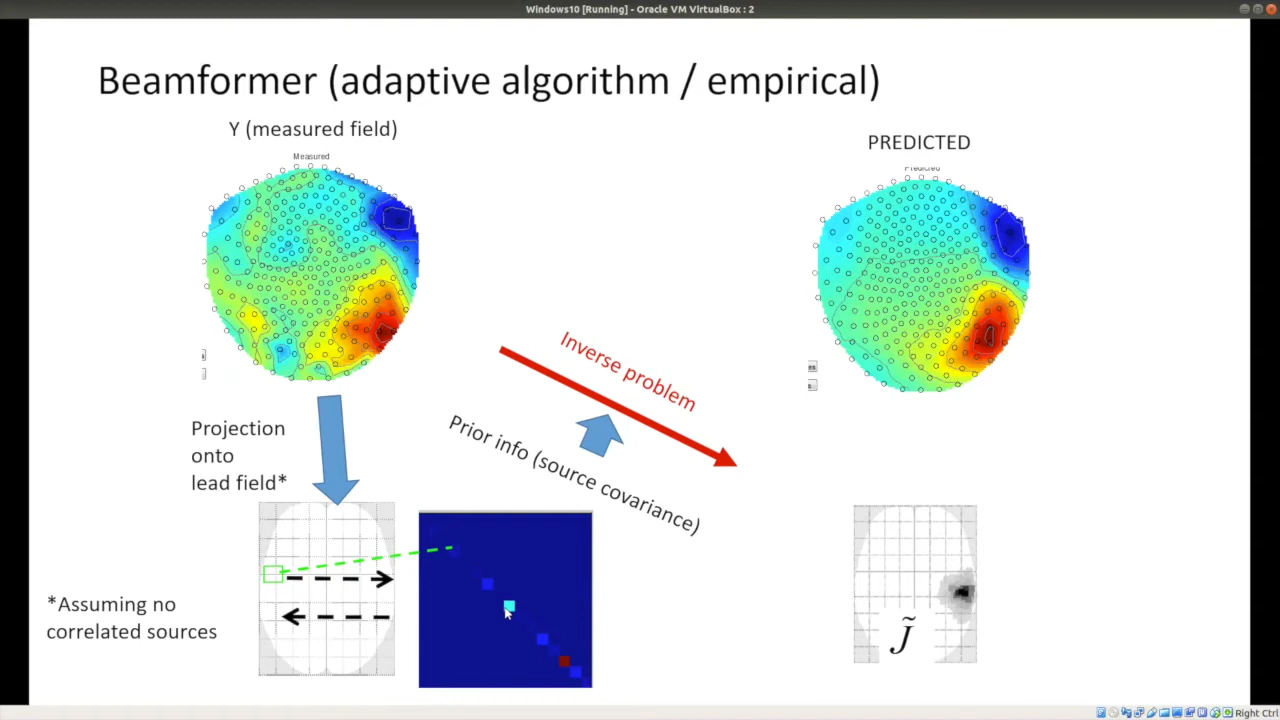 Windows10 [Running] - Oracle VM VirtualBox : 2
Beamformer (adaptive algorithm / empirical)
Y (measured field)
Measured
PREDICTED
Predicted
Inverse problem
Prior info (source covariance)
Projection
onto
lead field*
*Assuming no
correlated sources
J̃
Right Ctrl